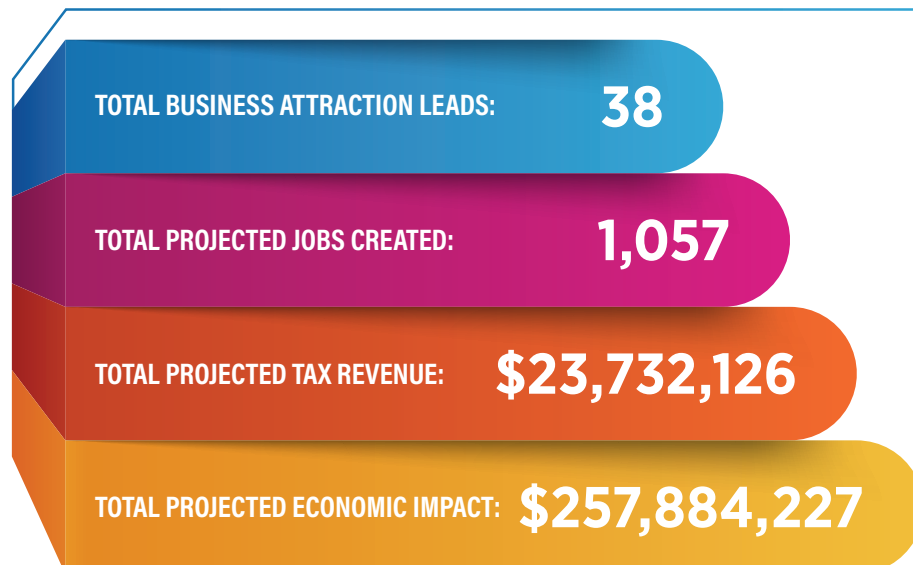 TOTAL BUSINESS ATTRACTION LEADS: 38
TOTAL PROJECTED JOBS CREATED: 1,057
TOTAL PROJECTED TAX REVENUE: $23,732,126
TOTAL PROJECTED ECONOMIC IMPACT: $257,884,227